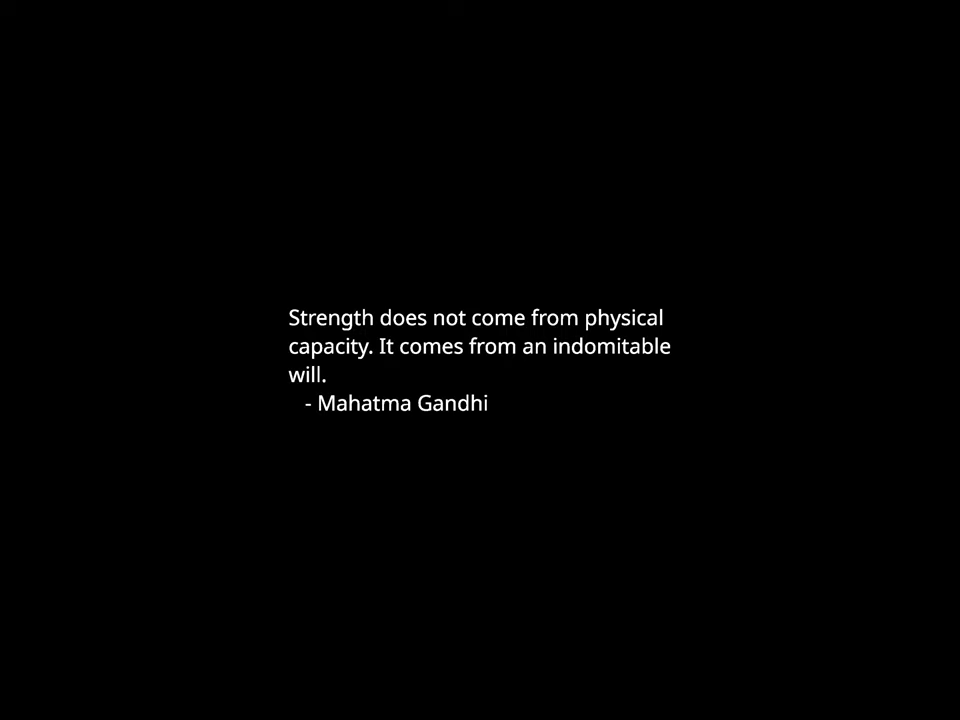 Strength does not come from physical
capacity. It comes from an indomitable
will.
- Mahatma Gandhi